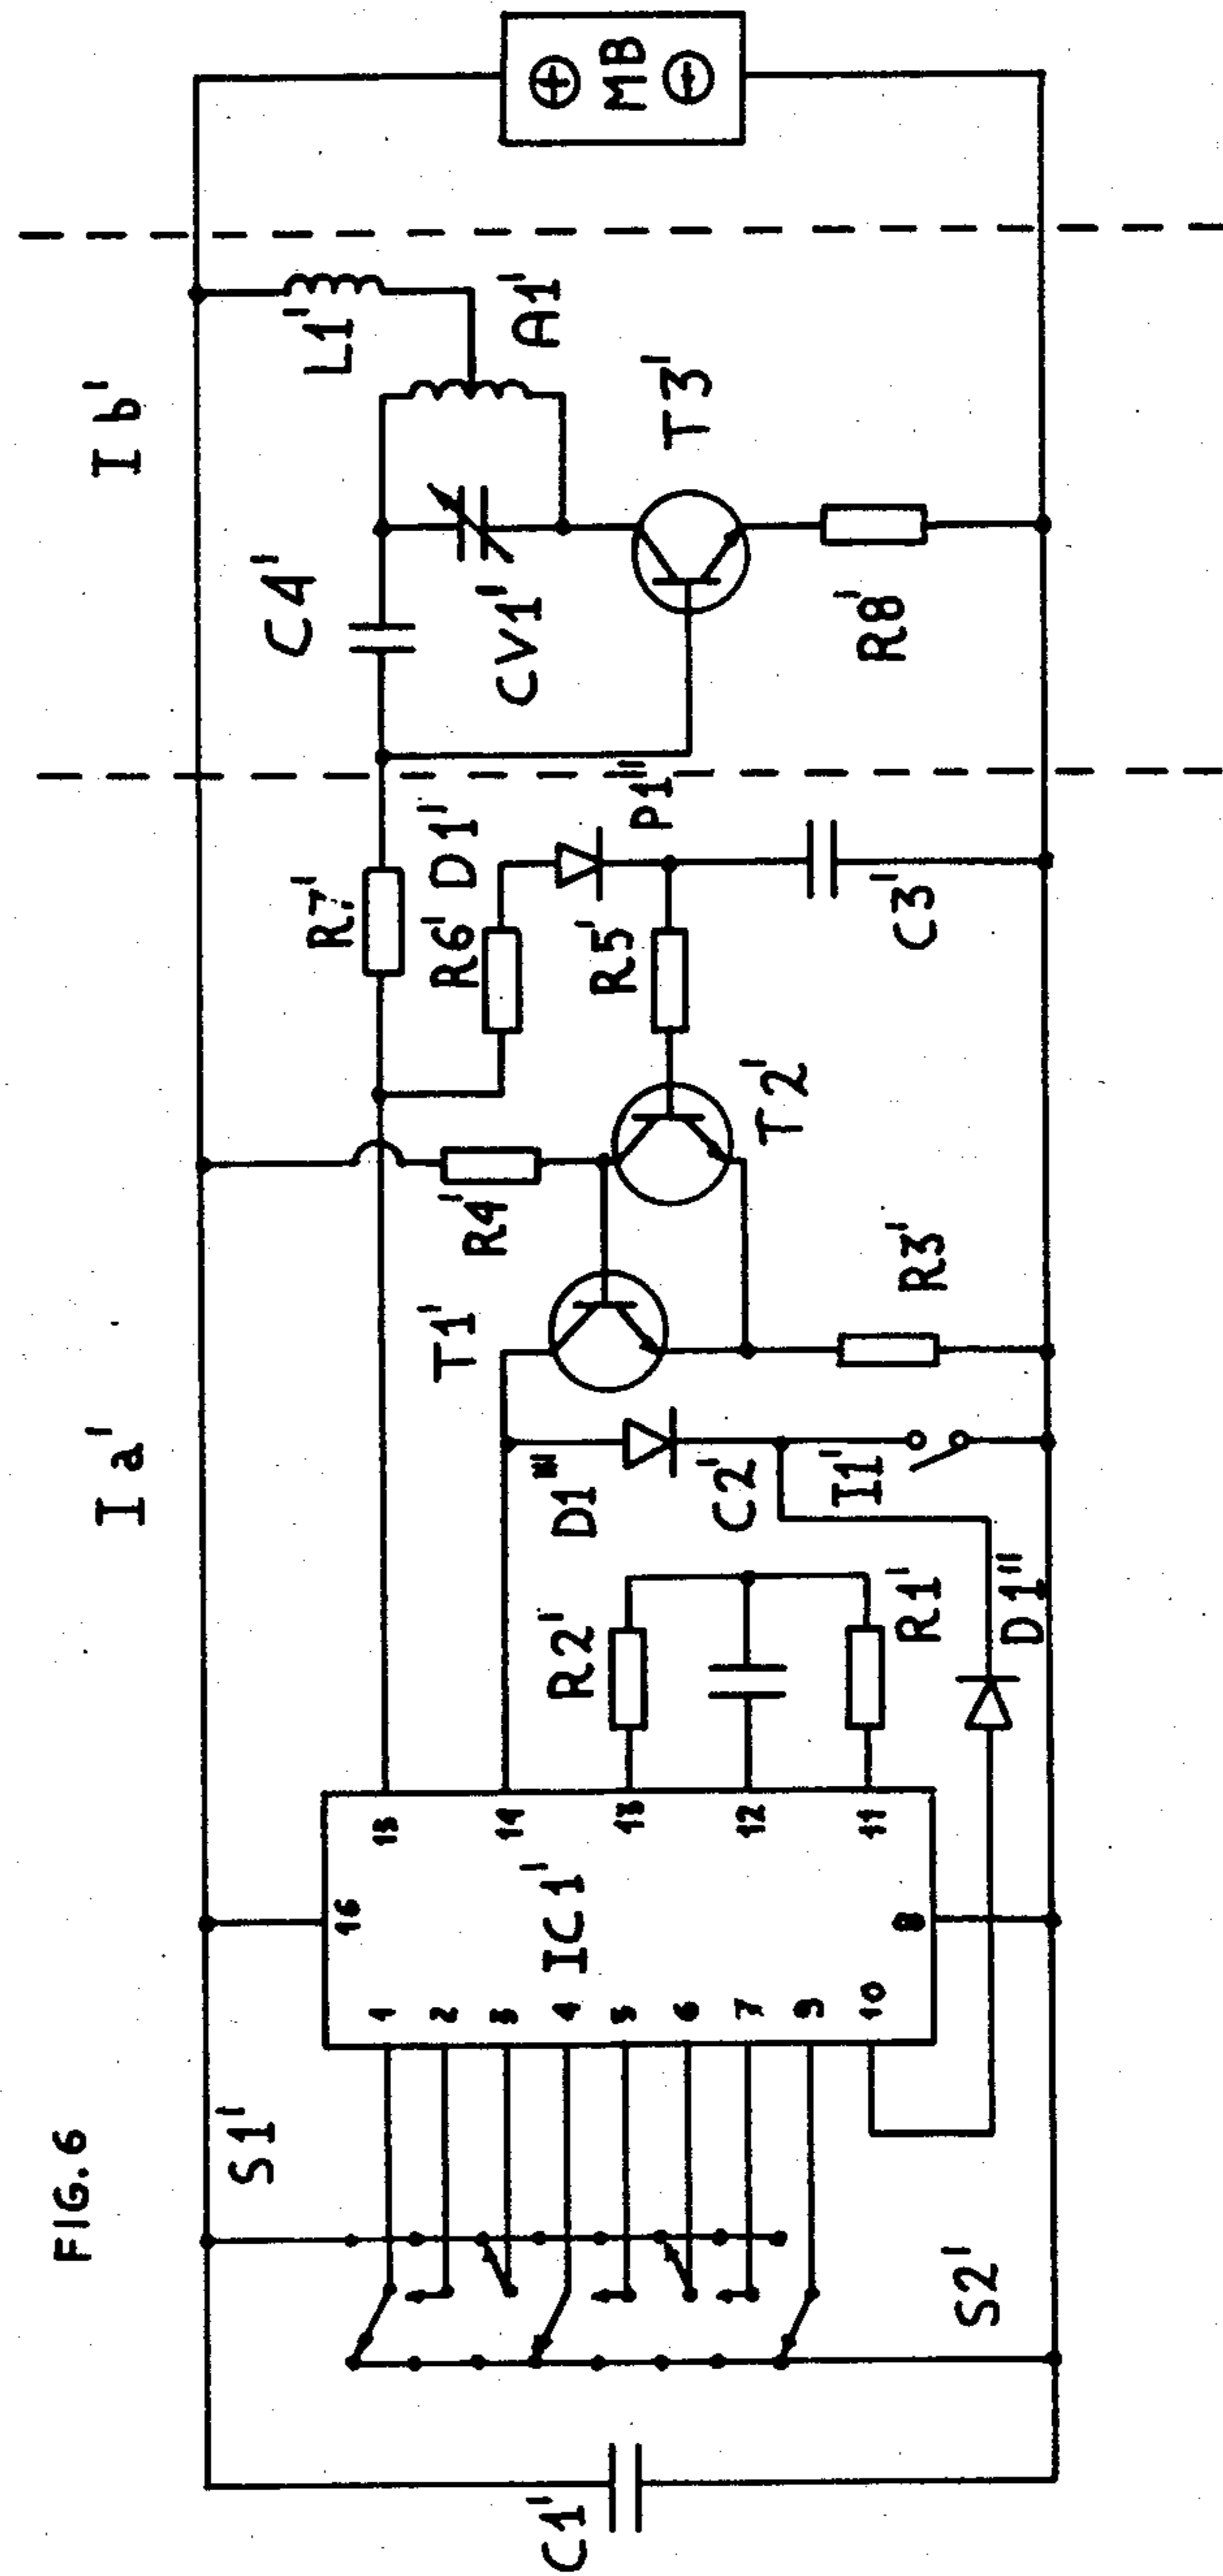 FIG. 6
I a'
I b'
S1'
S2'
C1'
IC1'
16
1
2
3
4
5
6
7
9
10
8
15
14
13
12
11
R2'
C2'
R1'
D1'''
I1'
D1''
T1'
R4'
T2'
R3'
R7'
R6'
D1'
R5'
P1''
C3'
C4'
CV1'
L1'
A1'
T3'
R8'
+
MB
-